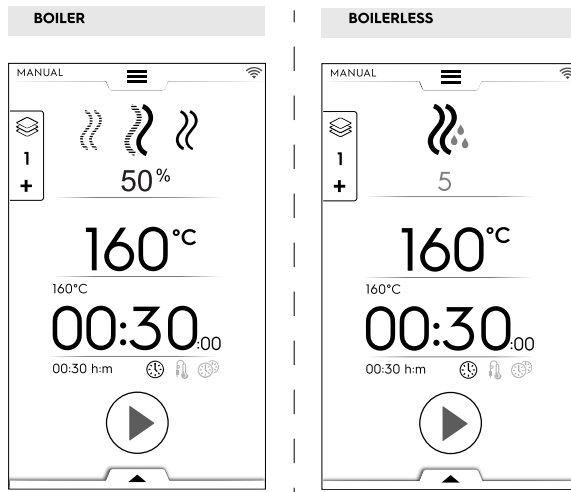 BOILER
MANUAL
1
+
50%
160°C
160°C
00:30:00
00:30 h:m
BOILERLESS
MANUAL
1
+
5
160°C
160°C
00:30:00
00:30 h:m